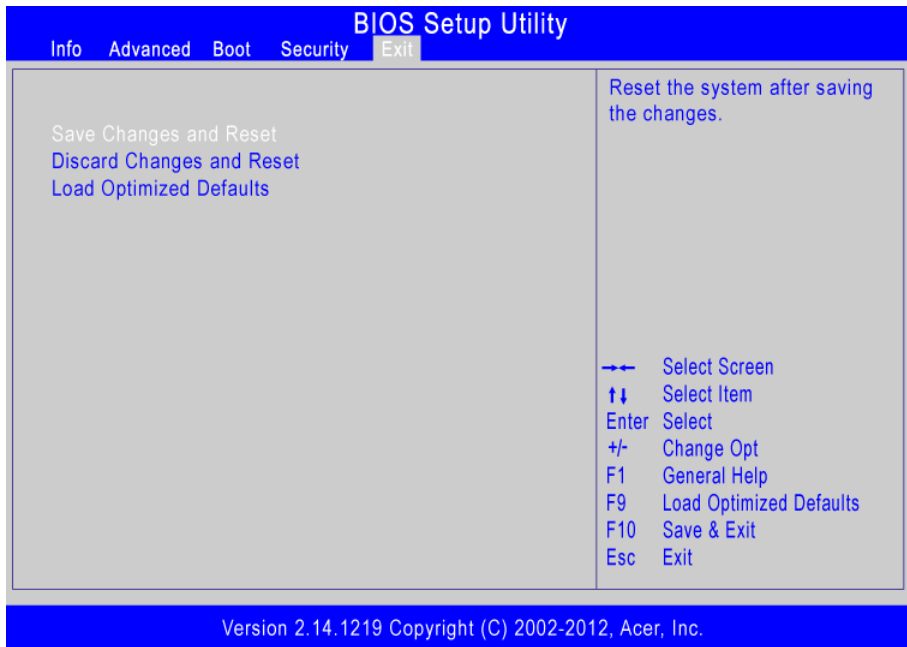 BIOS Setup Utility
Info Advanced Boot Security Exit
Save Changes and Reset
Discard Changes and Reset
Load Optimized Defaults
Reset the system after saving
the changes.
→← Select Screen
↑↓ Select Item
Enter Select
+/- Change Opt
F1 General Help
F9 Load Optimized Defaults
F10 Save & Exit
Esc Exit
Version 2.14.1219 Copyright (C) 2002-2012, Acer, Inc.